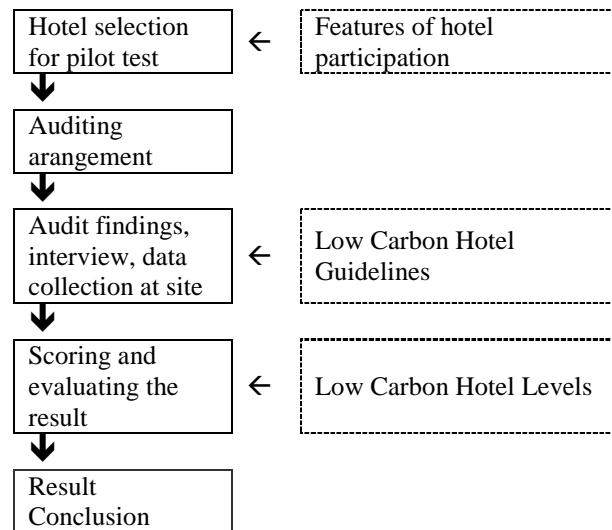 Hotel selection
for pilot test
←
Features of hotel
participation
Auditing
arangement
Audit findings,
interview, data
collection at site
←
Low Carbon Hotel
Guidelines
Scoring and
evaluating the
result
←
Low Carbon Hotel Levels
Result
Conclusion